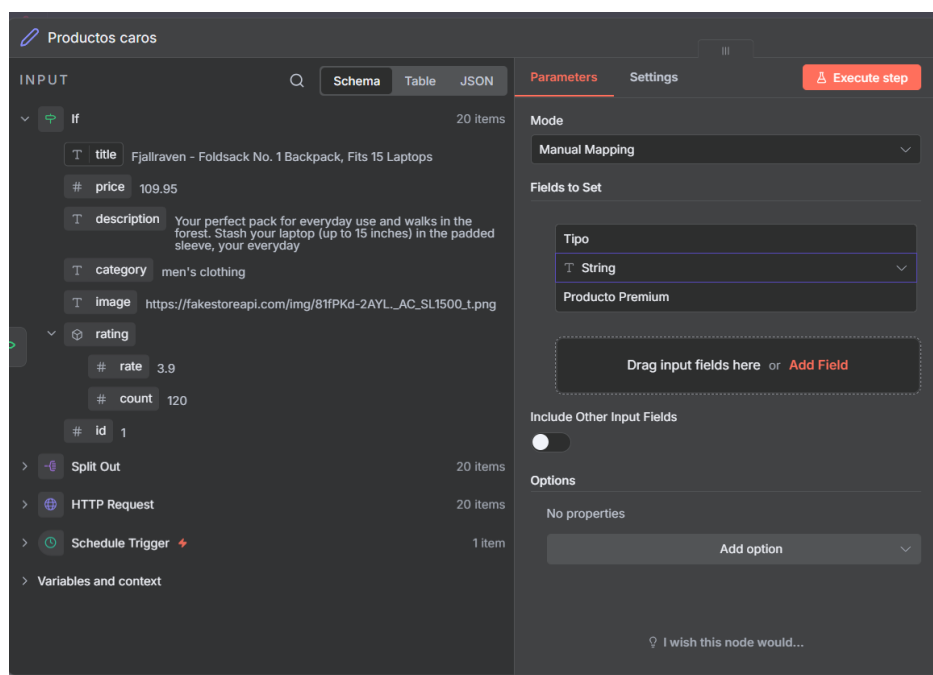 Productos caros
INPUT
Schema Table JSON
If 20 items
T title Fjallraven - Foldsack No. 1 Backpack, Fits 15 Laptops
# price 109.95
T description Your perfect pack for everyday use and walks in the
forest. Stash your laptop (up to 15 inches) in the padded
sleeve, your everyday
T category men's clothing
T image https://fakestoreapi.com/img/81fPKd-2AYL._AC_SL1500_t.png
rating
# rate 3.9
# count 120
# id 1
Split Out 20 items
HTTP Request 20 items
Schedule Trigger 1 item
Variables and context
Parameters Settings Execute step
Mode
Manual Mapping
Fields to Set
Tipo
T String
Producto Premium
Drag input fields here or Add Field
Include Other Input Fields
Options
No properties
Add option
I wish this node would...